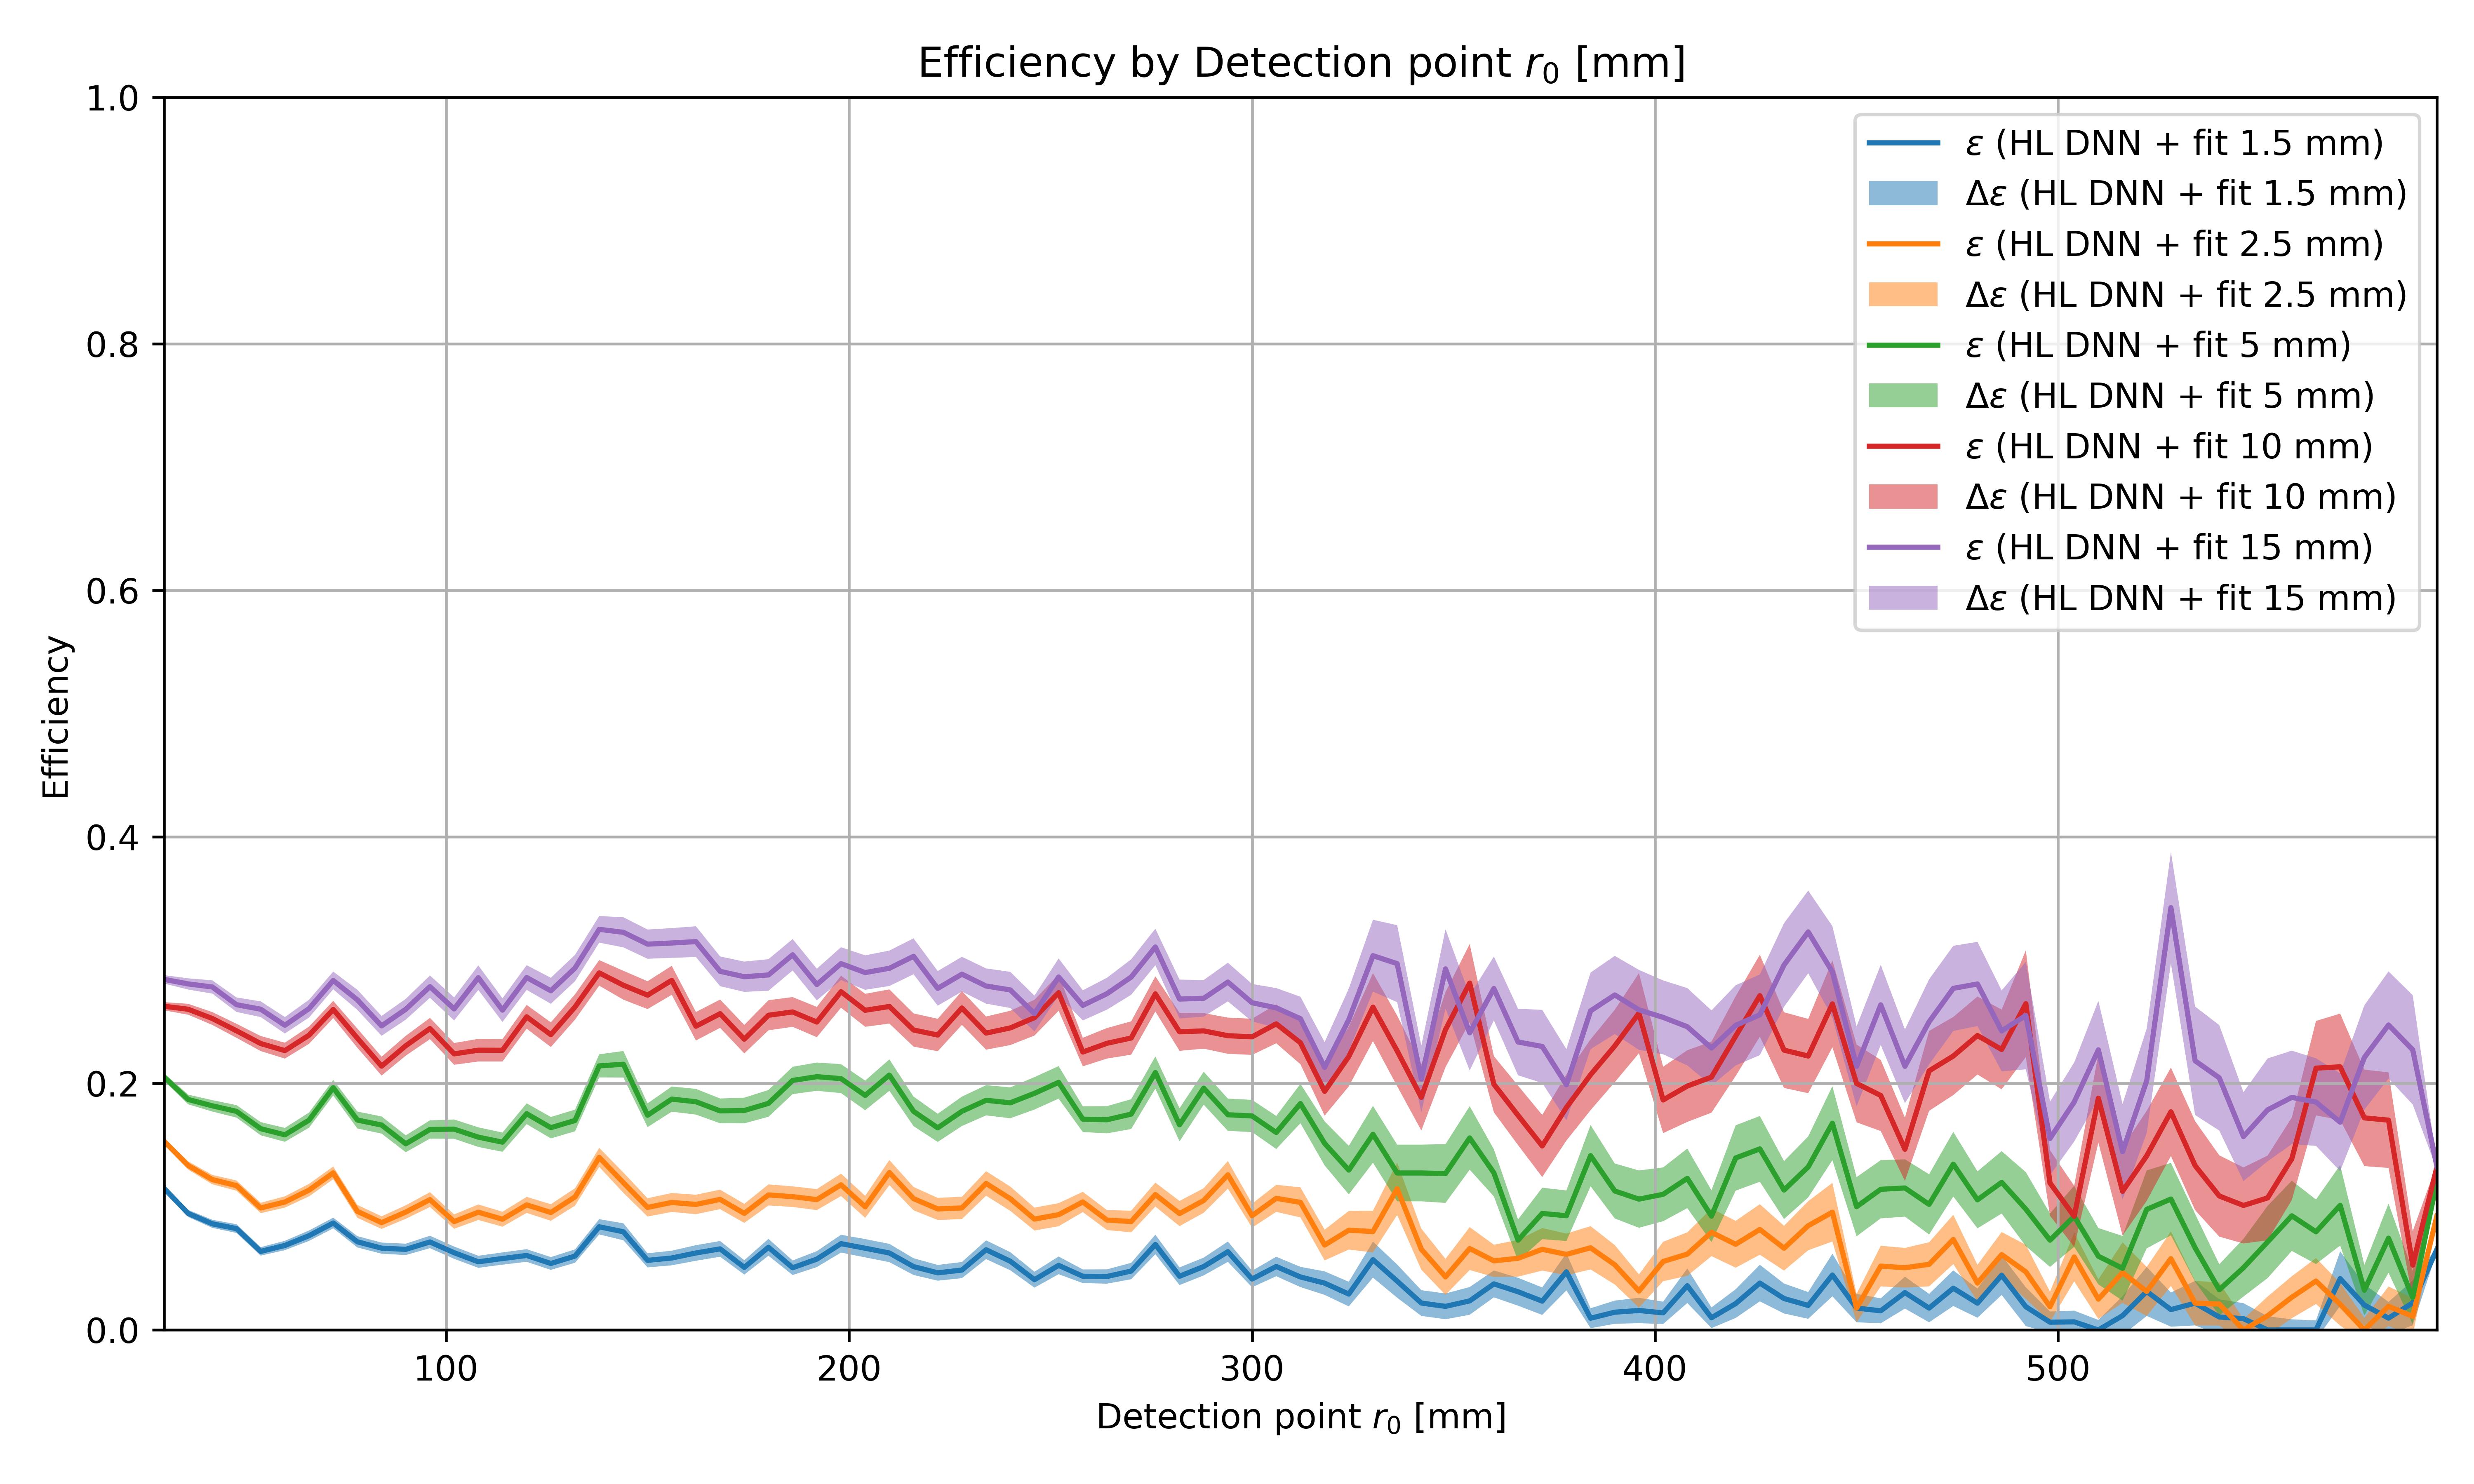 Efficiency by Detection point r₀ [mm]
1.0
0.8
0.6
0.4
0.2
0.0
Efficiency
ε (HL DNN + fit 1.5 mm)
Δε (HL DNN + fit 1.5 mm)
ε (HL DNN + fit 2.5 mm)
Δε (HL DNN + fit 2.5 mm)
ε (HL DNN + fit 5 mm)
Δε (HL DNN + fit 5 mm)
ε (HL DNN + fit 10 mm)
Δε (HL DNN + fit 10 mm)
ε (HL DNN + fit 15 mm)
Δε (HL DNN + fit 15 mm)
100 200 300 400 500
Detection point r₀ [mm]